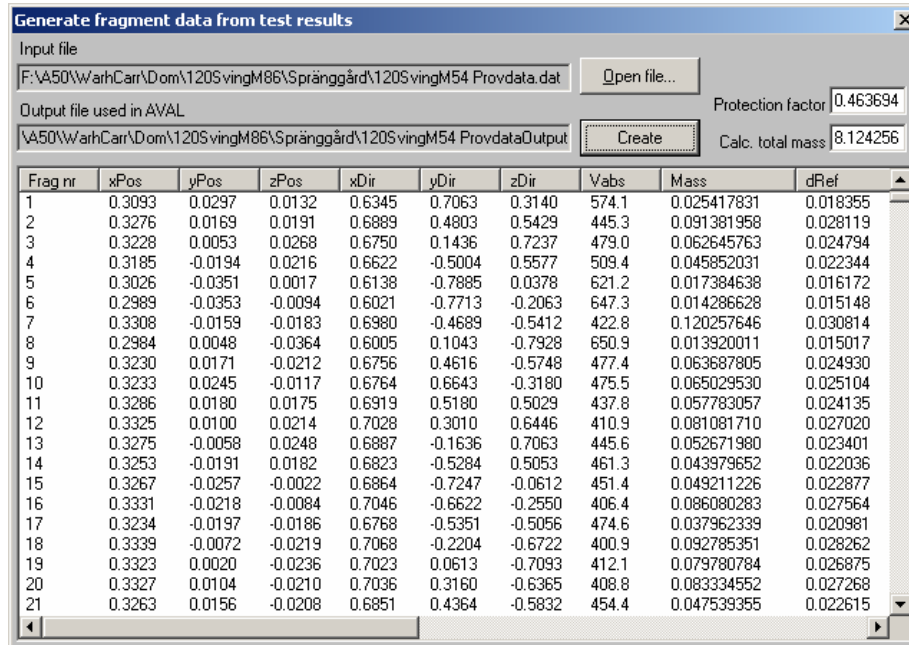 Generate fragment data from test results
Input file
F:\A50\WarhCarr\Dom\120SvingM86\Spränggård\120SvingM54 Provdata.dat
Open file...
Protection factor 0.463694
Output file used in AVAL
\A50\WarhCarr\Dom\120SvingM86\Spränggård\120SvingM54 ProvdataOutput
Create
Calc. total mass 8.124256
Frag nr xPos yPos zPos xDir yDir zDir Vabs Mass dRef
1 0.3093 0.0297 0.0132 0.6345 0.7063 0.3140 574.1 0.025417831 0.018355
2 0.3276 0.0169 0.0191 0.6889 0.4803 0.5429 445.3 0.091381958 0.028119
3 0.3228 0.0053 0.0268 0.6750 0.1436 0.7237 479.0 0.062645763 0.024794
4 0.3185 -0.0194 0.0216 0.6622 -0.5004 0.5577 509.4 0.045852031 0.022344
5 0.3026 -0.0351 0.0017 0.6138 -0.7885 0.0378 621.2 0.017384638 0.016172
6 0.2989 -0.0353 -0.0094 0.6021 -0.7713 -0.2063 647.3 0.014286628 0.015148
7 0.3308 -0.0159 -0.0183 0.6980 -0.4689 -0.5412 422.8 0.120257646 0.030814
8 0.2984 0.0048 -0.0364 0.6005 0.1043 -0.7928 650.9 0.013920011 0.015017
9 0.3230 0.0171 -0.0212 0.6756 0.4616 -0.5748 477.4 0.063687805 0.024930
10 0.3233 0.0245 -0.0117 0.6764 0.6643 -0.3180 475.5 0.065029530 0.025104
11 0.3286 0.0180 0.0175 0.6919 0.5180 0.5029 437.8 0.057783057 0.024135
12 0.3325 0.0100 0.0214 0.7028 0.3010 0.6446 410.9 0.081081710 0.027020
13 0.3275 -0.0058 0.0248 0.6887 -0.1636 0.7063 445.6 0.052671980 0.023401
14 0.3253 -0.0191 0.0182 0.6823 -0.5284 0.5053 461.3 0.043979652 0.022036
15 0.3267 -0.0257 -0.0022 0.6864 -0.7247 -0.0612 451.4 0.049211226 0.022877
16 0.3331 -0.0218 -0.0084 0.7046 -0.6622 -0.2550 406.4 0.086080283 0.027564
17 0.3234 -0.0197 -0.0186 0.6768 -0.5351 -0.5056 474.6 0.037962339 0.020981
18 0.3339 -0.0072 -0.0219 0.7068 -0.2204 -0.6722 400.9 0.092785351 0.028262
19 0.3323 0.0020 -0.0236 0.7023 0.0613 -0.7093 412.1 0.079780784 0.026875
20 0.3327 0.0104 -0.0210 0.7036 0.3160 -0.6365 408.8 0.083334552 0.027268
21 0.3263 0.0156 -0.0208 0.6851 0.4364 -0.5832 454.4 0.047539355 0.022615